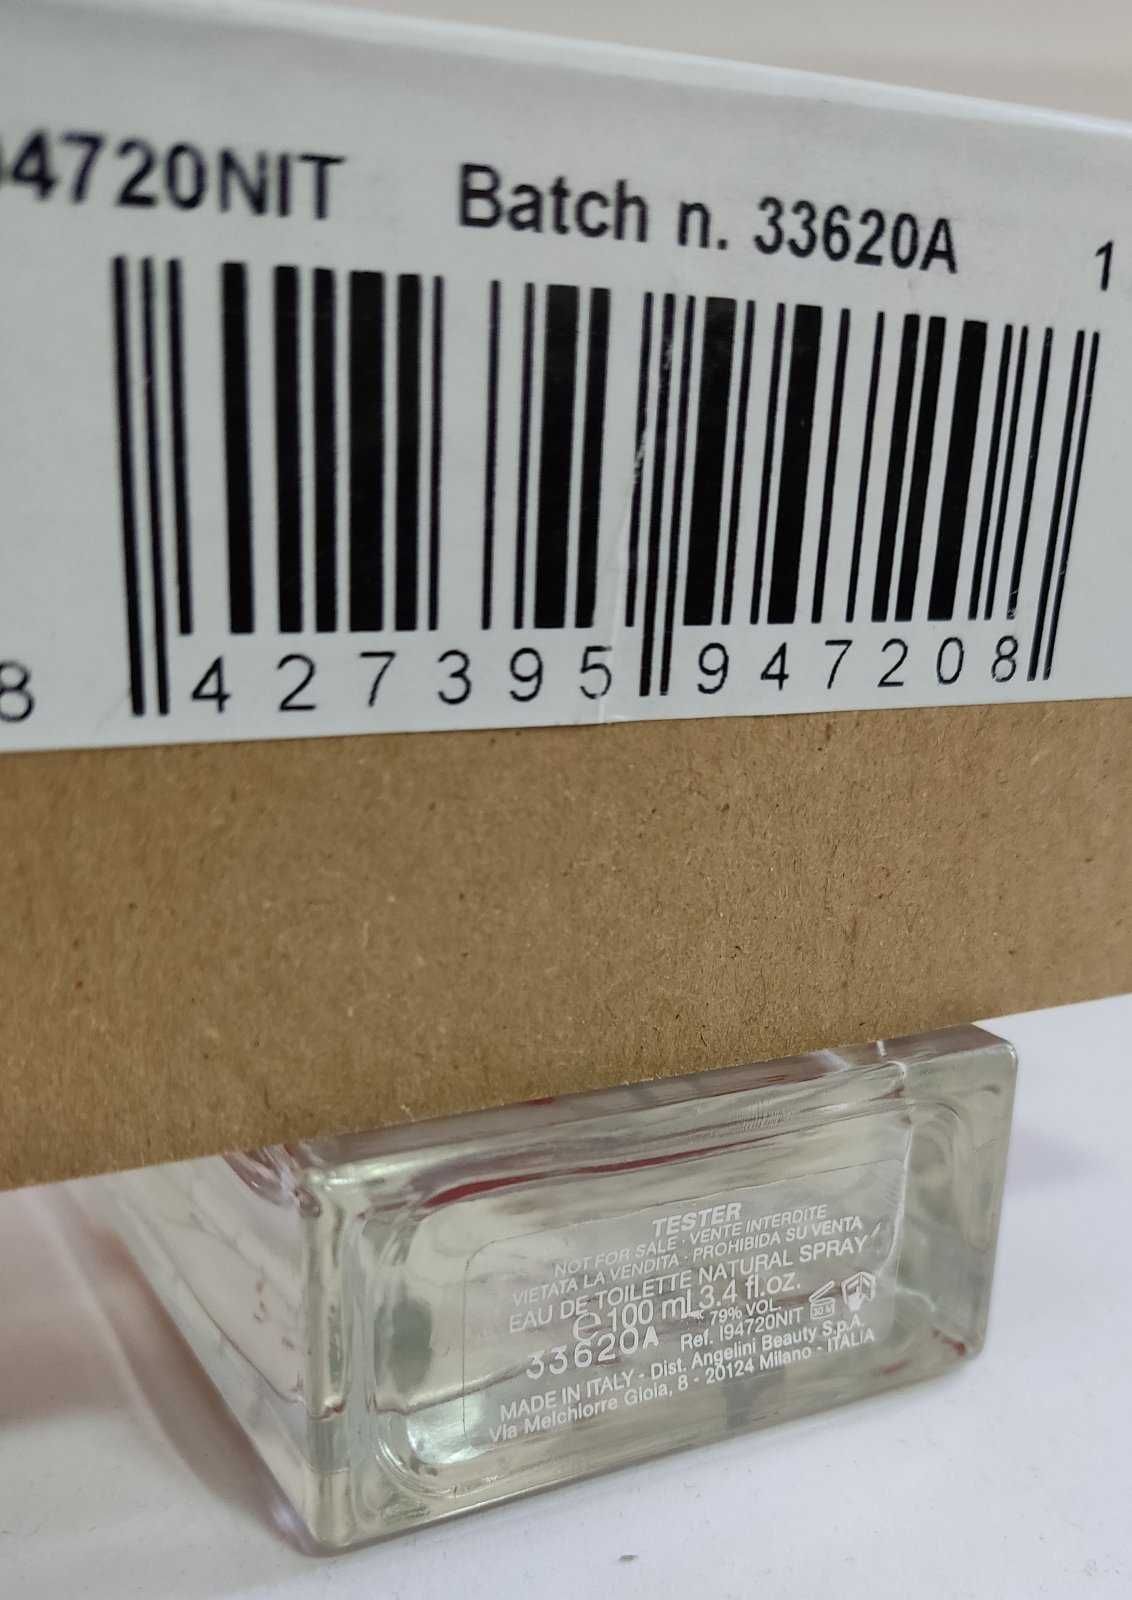 94720NIT Batch n. 33620A 1
8 427395 947208
TESTER
NOT FOR SALE · VENTE INTERDITE
VIETATA LA VENDITA · PROHIBIDA SU VENTA
EAU DE TOILETTE NATURAL SPRAY
℮ 100 mL 3.4 fl.oz.
79% VOL.
33620A Ref. I94720NIT 30 M
MADE IN ITALY - Dist. Angelini Beauty S.p.A.
Via Melchiorre Gioia, 8 - 20124 Milano - ITALIA